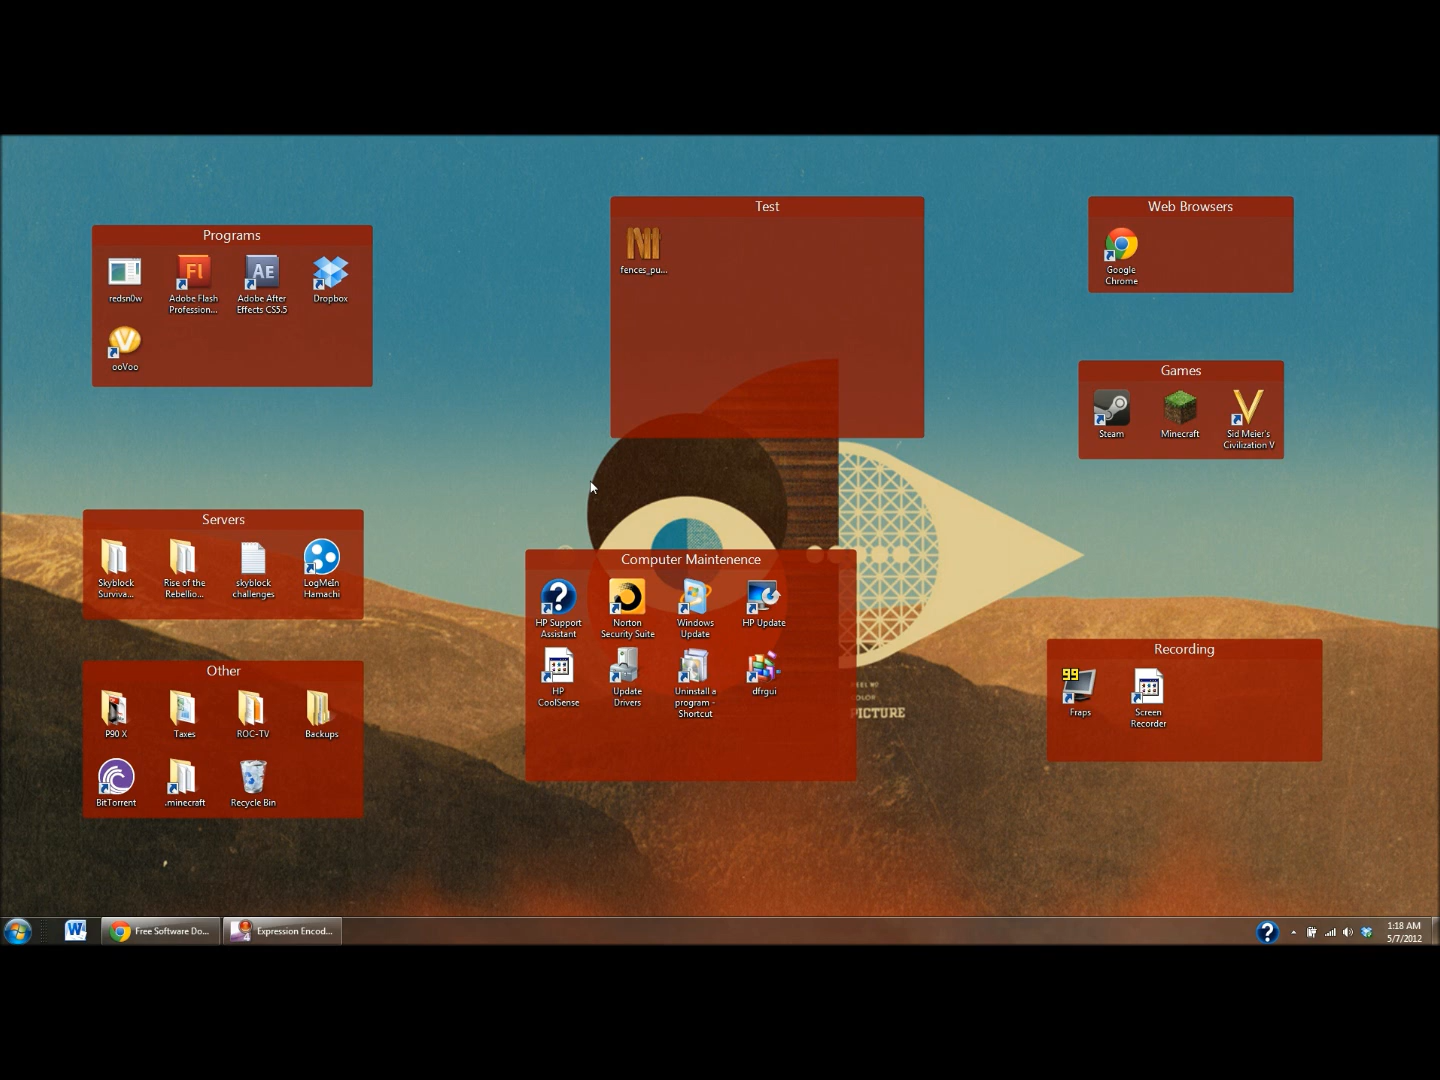 Programs
redsn0w
Adobe Flash
Profession...
Adobe After
Effects CS5.5
Dropbox
ooVoo
Test
fences_pu...
Web Browsers
Google
Chrome
Games
Steam
Minecraft
Sid Meier's
Civilization V
Servers
Skyblock
Surviva...
Rise of the
Rebellio...
skyblock
challenges
LogMeIn
Hamachi
Computer Maintenence
HP Support
Assistant
Norton
Security Suite
Windows
Update
HP Update
HP
CoolSense
Update
Drivers
Uninstall a
program -
Shortcut
dfrgui
Other
P90 X
Taxes
ROC-TV
Backups
BitTorrent
.minecraft
Recycle Bin
Recording
99
Fraps
Screen
Recorder
PICTURE
Free Software Do...
Expression Encod...
1:18 AM
5/7/2012